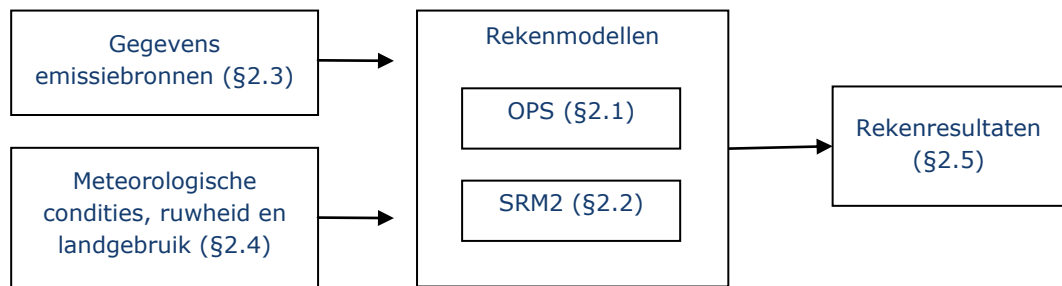 Gegevens
emissiebronnen (§2.3)
Meteorologische
condities, ruwheid en
landgebruik (§2.4)
Rekenmodellen
OPS (§2.1)
SRM2 (§2.2)
Rekenresultaten
(§2.5)